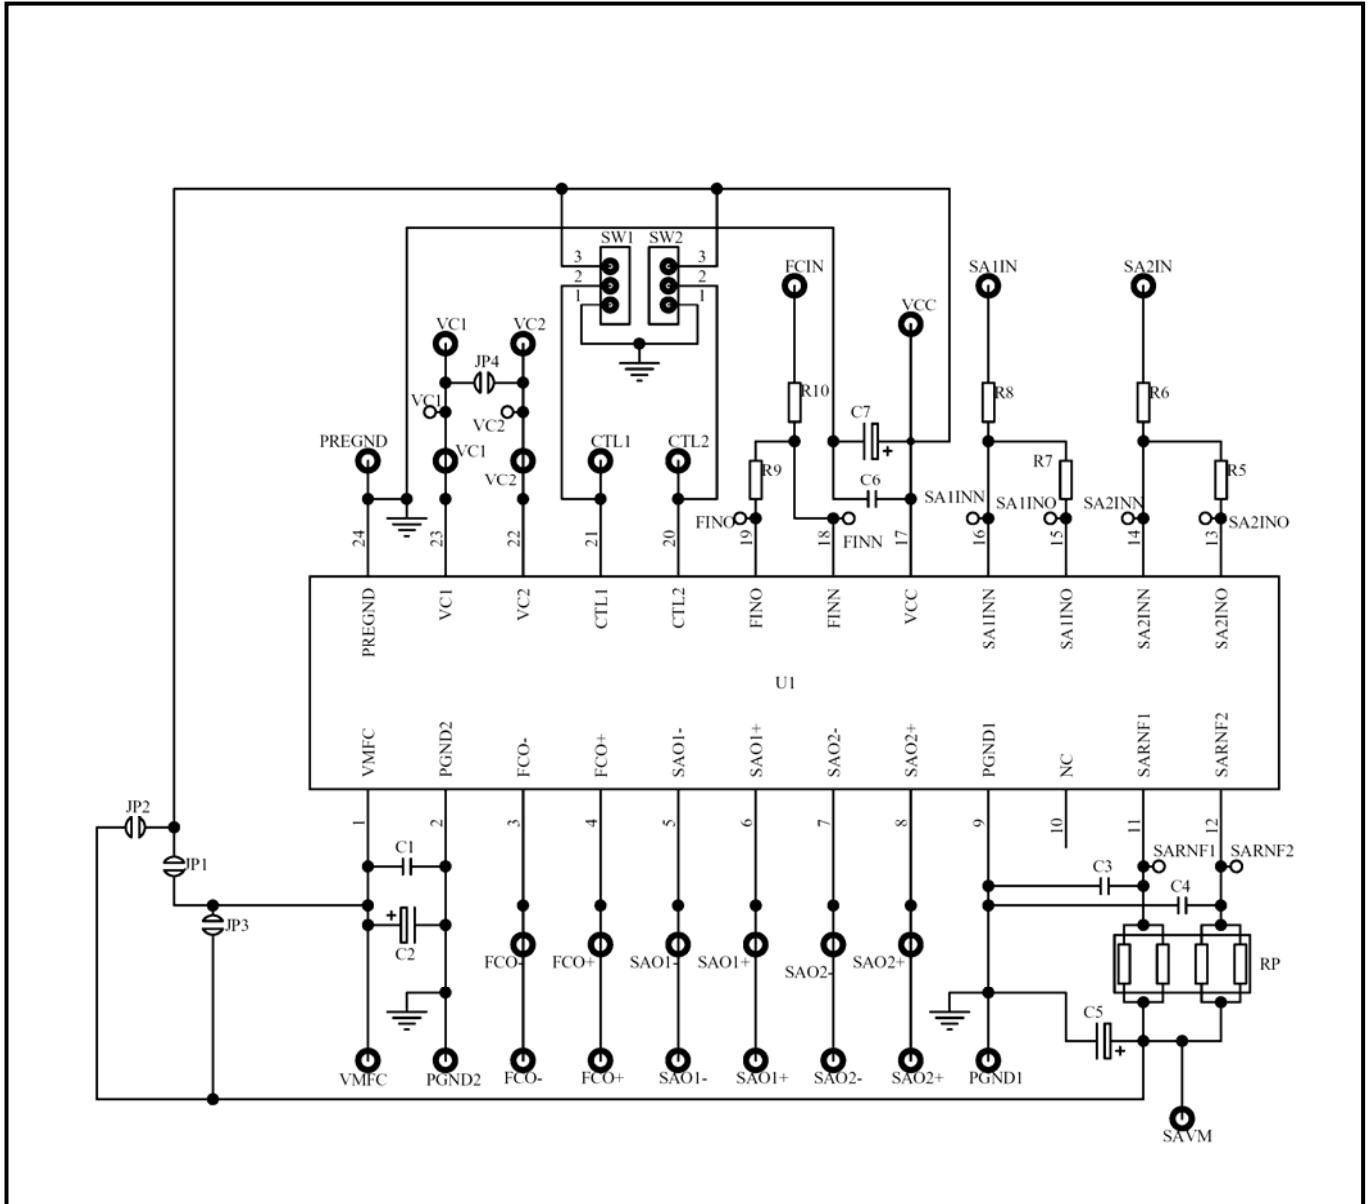 SW1 SW2
3 3
2 2
1 1
FCIN SA1IN SA2IN
VCC
VC1 VC2
JP4
R10 R8 R6
VC1
VC2
C7
+
PREGND VC1 CTL1 CTL2
VC2
R9 C6 R7 R5
SA1INN SA1INO SA2INN
FINO SA2INO
FINN
24 23 22 21 20 19 18 17 16 15 14 13
PREGND VC1 VC2 CTL1 CTL2 FINO FINN VCC SA1INN SA1INO SA2INN SA2INO
U1
VMFC PGND2 FCO- FCO+ SAO1- SAO1+ SAO2- SAO2+ PGND1 NC SARNF1 SARNF2
1 2 3 4 5 6 7 8 9 10 11 12
JP2
C1 SARNF1 SARNF2
JP1 C3
C4
+
JP3
C2
FCO- FCO+ SAO1- SAO1+ SAO2- SAO2+ RP
C5
+
VMFC PGND2 FCO- FCO+ SAO1- SAO1+ SAO2- SAO2+ PGND1
SAVM